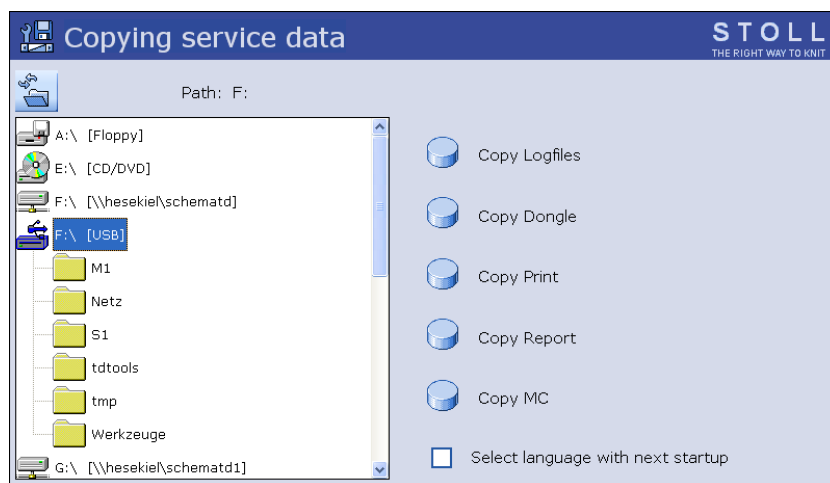 Copying service data
STOLL
THE RIGHT WAY TO KNIT
Path: F:
A:\ [Floppy]
E:\ [CD/DVD]
F:\ [\\hesekiel\schematd]
F:\ [USB]
M1
Netz
S1
tdtools
tmp
Werkzeuge
G:\ [\\hesekiel\schematd1]
Copy Logfiles
Copy Dongle
Copy Print
Copy Report
Copy MC
Select language with next startup